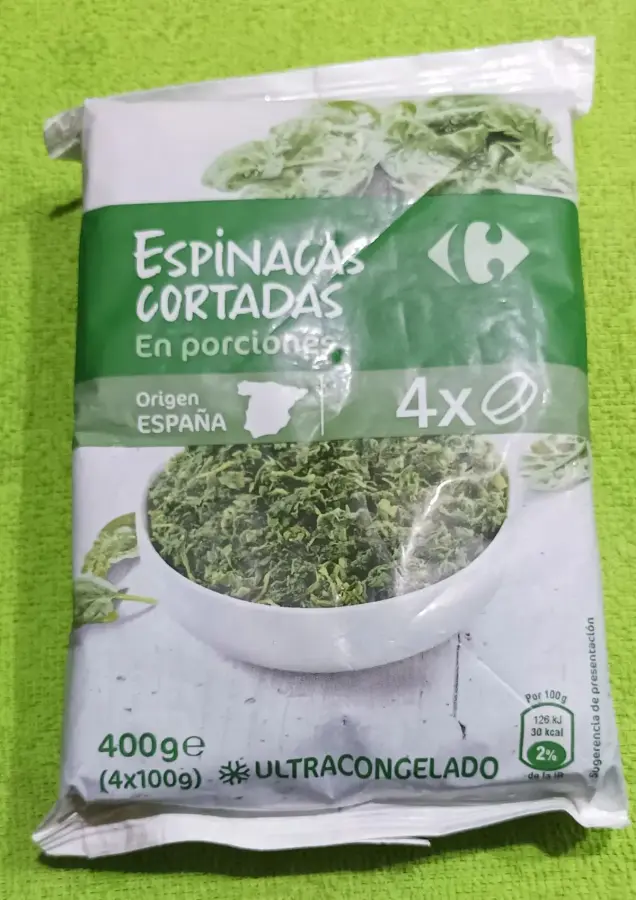 ESPINACAS
CORTADAS
En porciones
Origen
ESPAÑA
4x
400g e
(4x100g)
ULTRACONGELADO
Por 100g
126 kJ
30 kcal
2%
de la IR
Sugerencia de presentación